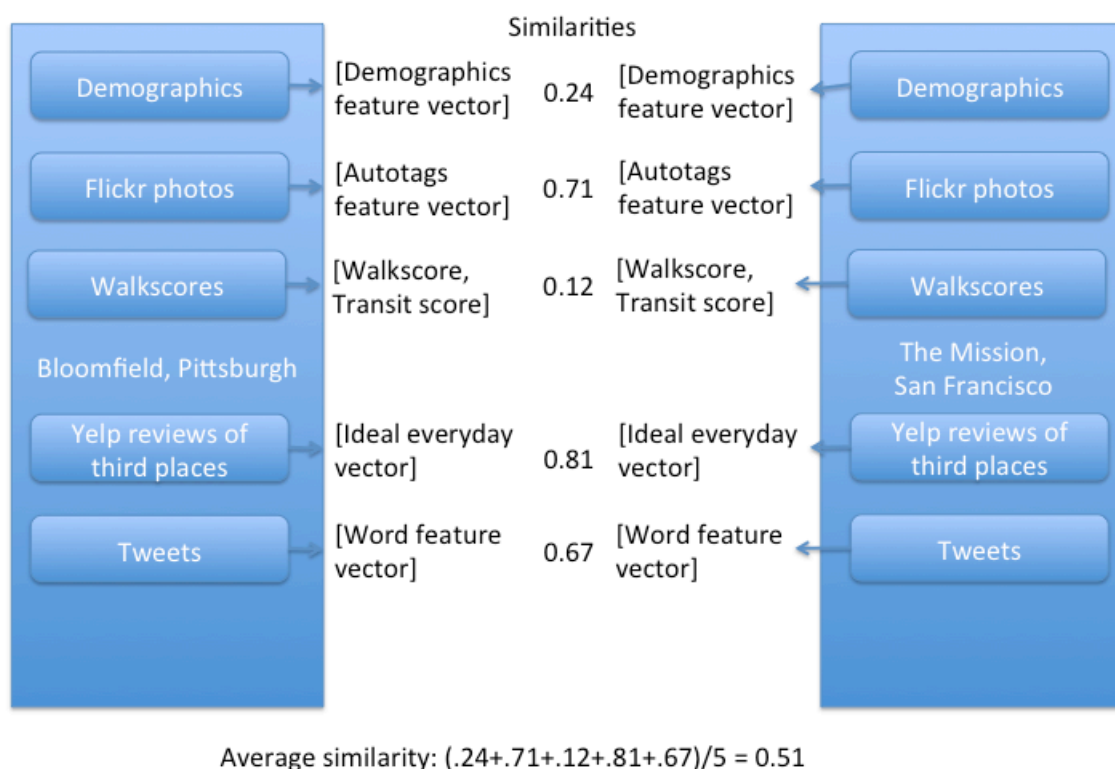 Similarities
Demographics
[Demographics
feature vector]
0.24
[Demographics
feature vector]
Demographics
Flickr photos
[Autotags
feature vector]
0.71
[Autotags
feature vector]
Flickr photos
Walkscores
[Walkscore,
Transit score]
0.12
[Walkscore,
Transit score]
Walkscores
Bloomfield, Pittsburgh
The Mission,
San Francisco
Yelp reviews of
third places
[Ideal everyday
vector]
0.81
[Ideal everyday
vector]
Yelp reviews of
third places
Tweets
[Word feature
vector]
0.67
[Word feature
vector]
Tweets
Average similarity: (.24+.71+.12+.81+.67)/5 = 0.51